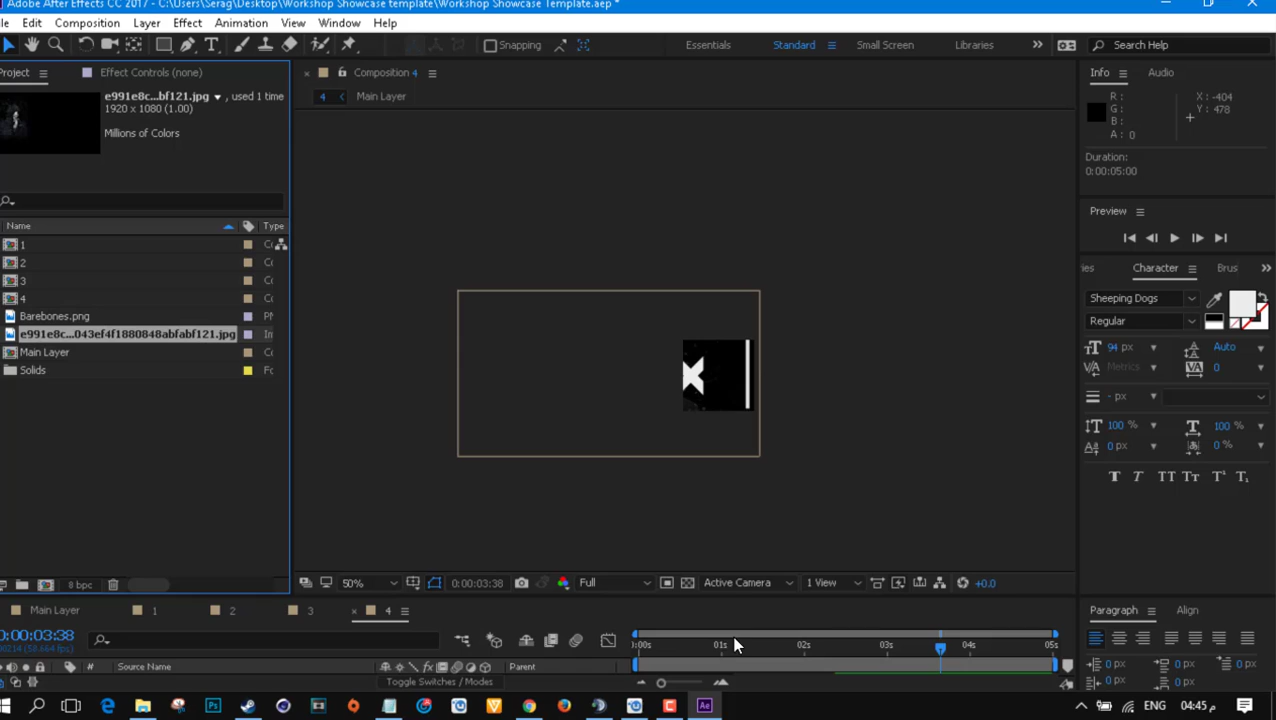 Adobe After Effects CC 2017 - C:\Users\Serag\Desktop\Workshop Showcase template\Workshop Showcase Template.aep *
Edit Composition Layer Effect Animation View Window Help
Snapping
Essentials
Standard
Small Screen
Libraries
Search Help
Project
Effect Controls (none)
Composition 4
Info
Audio
e991e8c...bf121.jpg ▼ , used 1 time
1920 x 1080 (1.00)
4
Main Layer
Millions of Colors
R :
G :
B :
A : 0
X : -404
Y : 478
Duration:
0:00:05:00
Preview
Name
Type
1
2
3
4
Barebones.png
e991e8c...043ef4f1880848abfabf121.jpg
Main Layer
Solids
Character
Brus
Sheeping Dogs
Regular
94 px
Auto
Metrics
0
- px
100 %
100 %
0 px
0 %
8 bpc
50%
0:00:03:38
Full
Active Camera
1 View
+0.0
Main Layer
1
2
3
4
Paragraph
Align
0:00:03:38
00214 (58.664 fps)
:00s
01s
02s
03s
04s
05s
#
Source Name
Parent
0 px
0 px
0 px
0 px
0 px
Toggle Switches / Modes
ENG
04:45 م